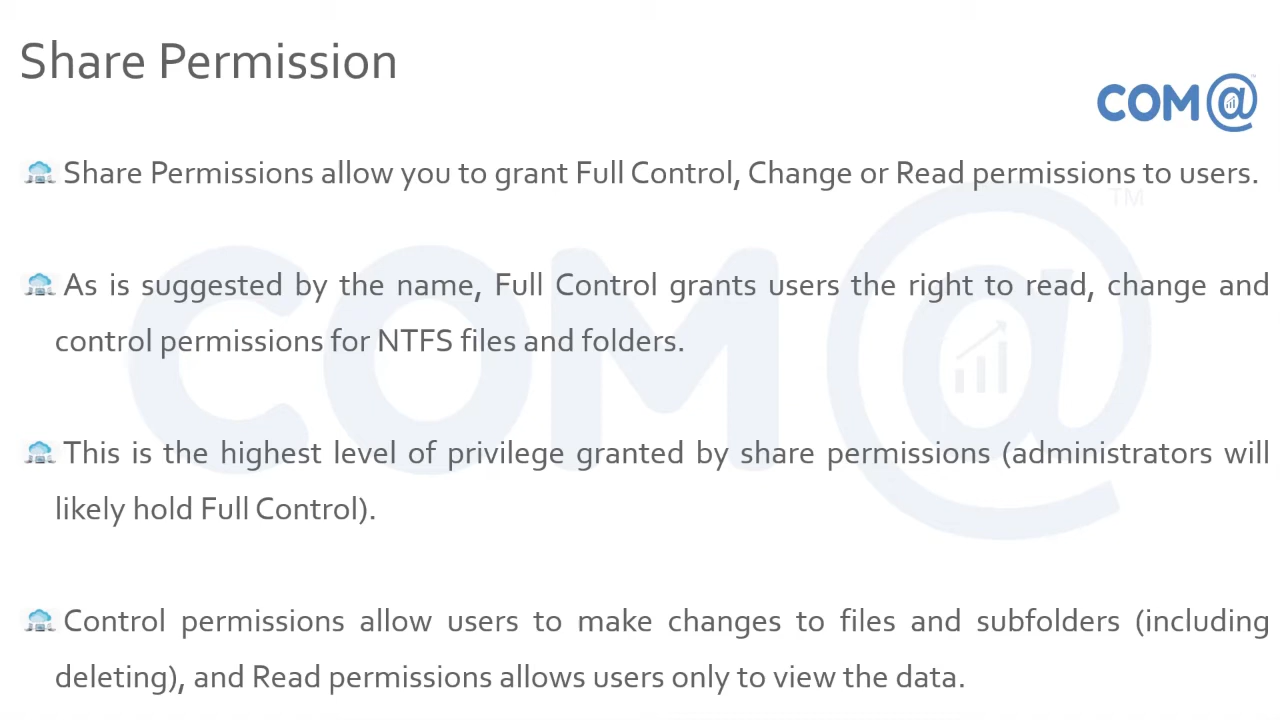 Share Permission
COM@
Share Permissions allow you to grant Full Control, Change or Read permissions to users.
TM
As is suggested by the name, Full Control grants users the right to read, change and
control permissions for NTFS files and folders.
This is the highest level of privilege granted by share permissions (administrators will
likely hold Full Control).
Control permissions allow users to make changes to files and subfolders (including
deleting), and Read permissions allows users only to view the data.
COM@